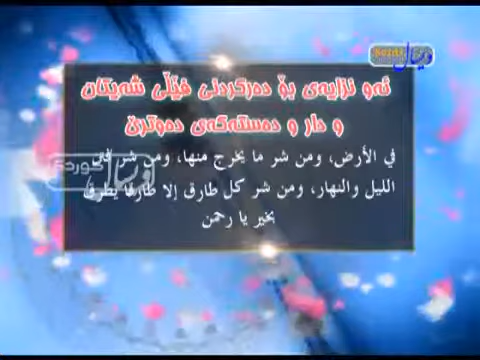 ئەو نزایەی بۆ دەرکردنی فێڵی شەیتان
و دار و دەستەکەی دەوترێ
في الأرض، ومن شر ما يخرج منها، ومن شر فتن
الليل والنهار، ومن شر كل طارق إلا طارقا يطرق
بخير يا رحمن